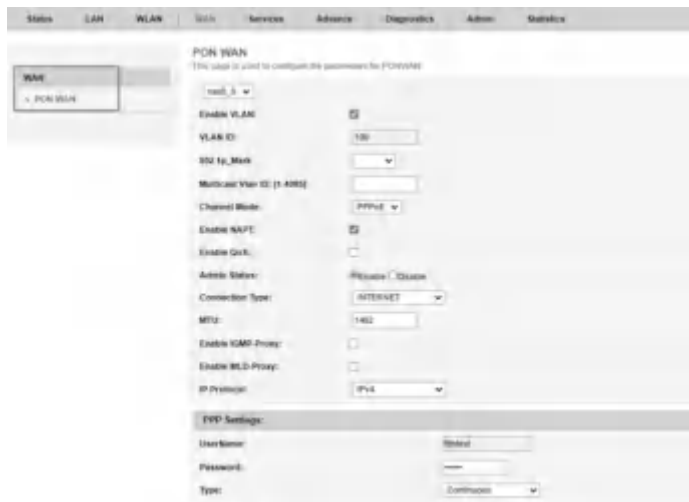 Status LAN WLAN WAN Services Advance Diagnostics Admin Statistics
PON WAN
This page is used to configure the parameters for PONWAN
WAN
PON WAN
Enable VLAN:
VLAN ID: 100
802.1p_Mark
Multicast Vlan ID: [1-4095]
Channel Mode: PPPoE
Enable NAPT:
Enable QoS:
Admin Status: Enable Disable
Connection Type: INTERNET
MTU: 1492
Enable IGMP-Proxy:
Enable MLD-Proxy:
IP Protocol: IPv4
PPP Settings:
UserName:
Password:
Type: Continuous